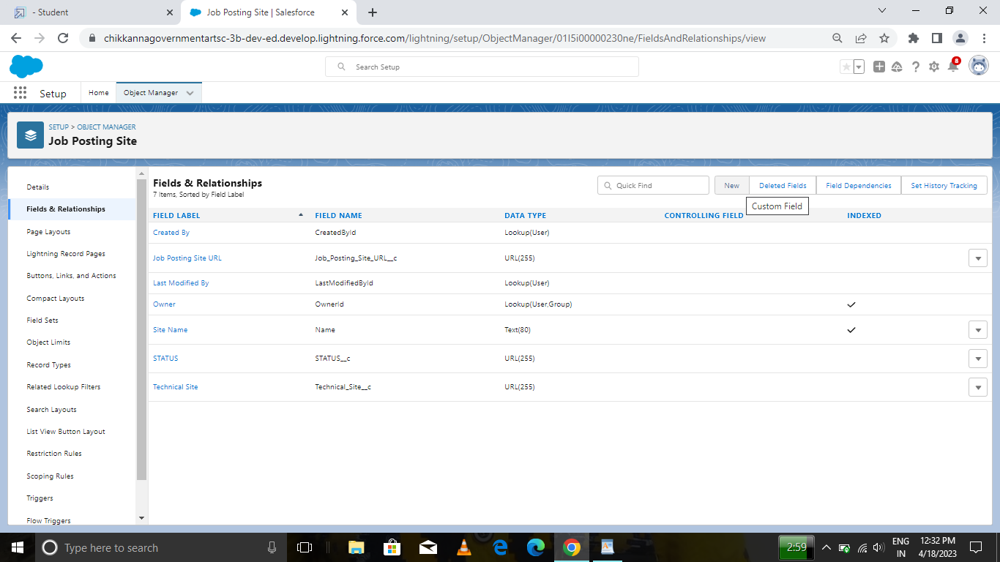 - Student
Job Posting Site | Salesforce
chikkannagovernmentartsc-3b-dev-ed.develop.lightning.force.com/lightning/setup/ObjectManager/01I5i00000230ne/FieldsAndRelationships/view
Search Setup
8
Setup
Home
Object Manager
SETUP > OBJECT MANAGER
Job Posting Site
Details
Fields & Relationships
Page Layouts
Lightning Record Pages
Buttons, Links, and Actions
Compact Layouts
Field Sets
Object Limits
Record Types
Related Lookup Filters
Search Layouts
List View Button Layout
Restriction Rules
Scoping Rules
Triggers
Flow Triggers
Fields & Relationships
7 Items, Sorted by Field Label
Quick Find
New
Deleted Fields
Field Dependencies
Set History Tracking
Custom Field
FIELD LABEL FIELD NAME DATA TYPE CONTROLLING FIELD INDEXED
Created By CreatedById Lookup(User)
Job Posting Site URL Job_Posting_Site_URL__c URL(255)
Last Modified By LastModifiedById Lookup(User)
Owner OwnerId Lookup(User,Group)
Site Name Name Text(80)
STATUS STATUS__c URL(255)
Technical Site Technical_Site__c URL(255)
Type here to search
2:59
ENG
IN
12:32 PM
4/18/2023